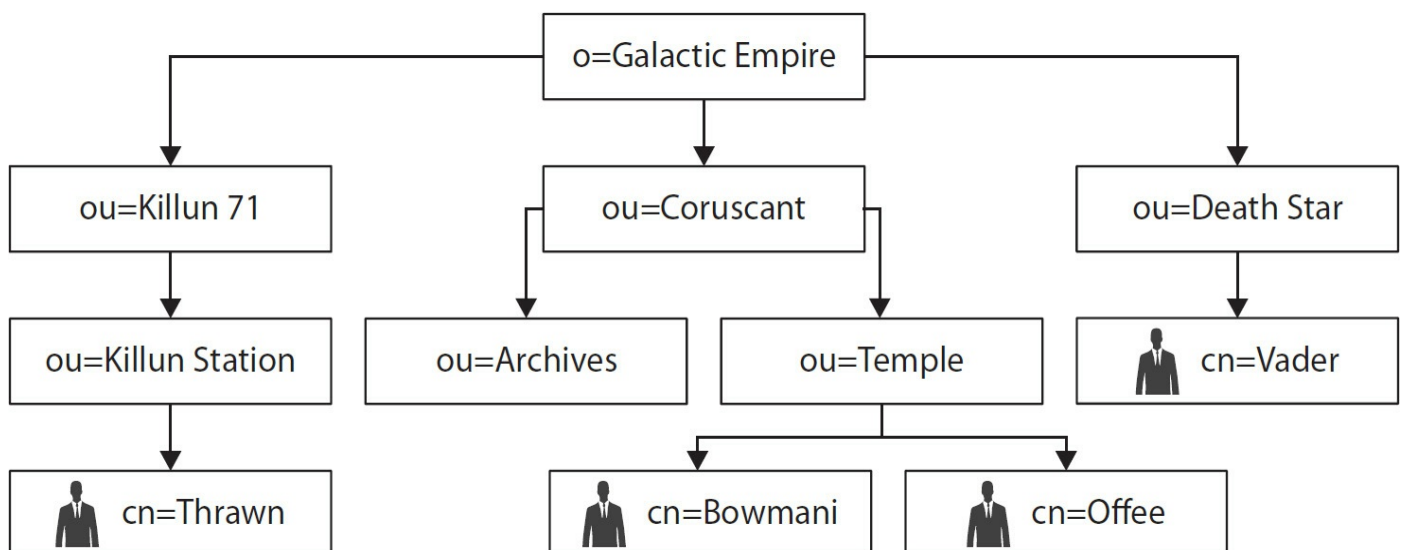 o=Galactic Empire
ou=Killun 71
ou=Coruscant
ou=Death Star
ou=Killun Station
ou=Archives
ou=Temple
cn=Vader
cn=Thrawn
cn=Bowmani
cn=Offee